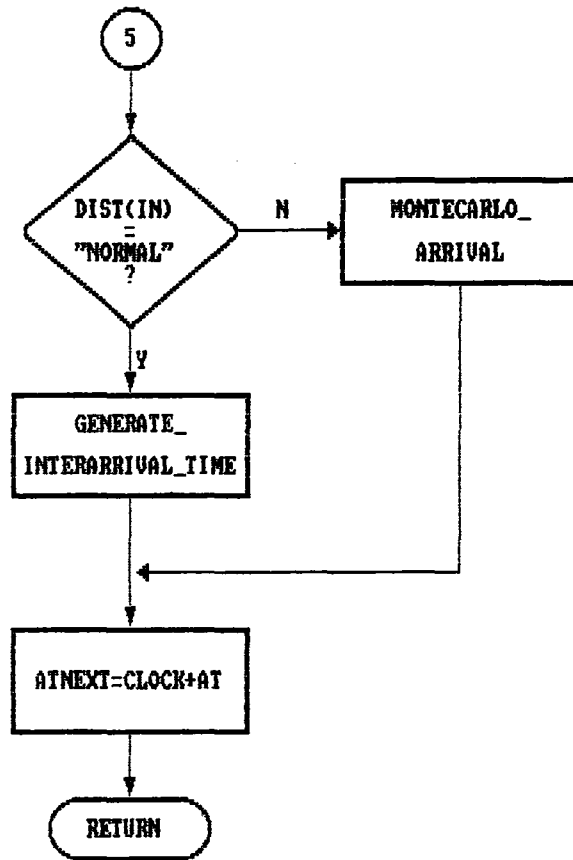 5
DIST(IN)
=
"NORMAL"
?
N
MONTECARLO_
ARRIVAL
Y
GENERATE_
INTERARRIVAL_TIME
ATNEXT=CLOCK+AT
RETURN